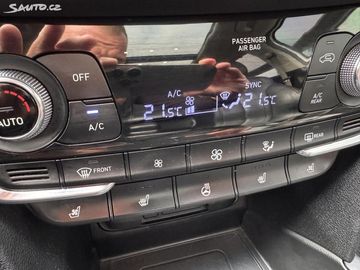 SAUTO.CZ
PASSENGER
AIR BAG
OFF
A/C
SYNC
21.5°C
21.5°C
AUTO
A/C
A/C
REAR
FRONT
REAR